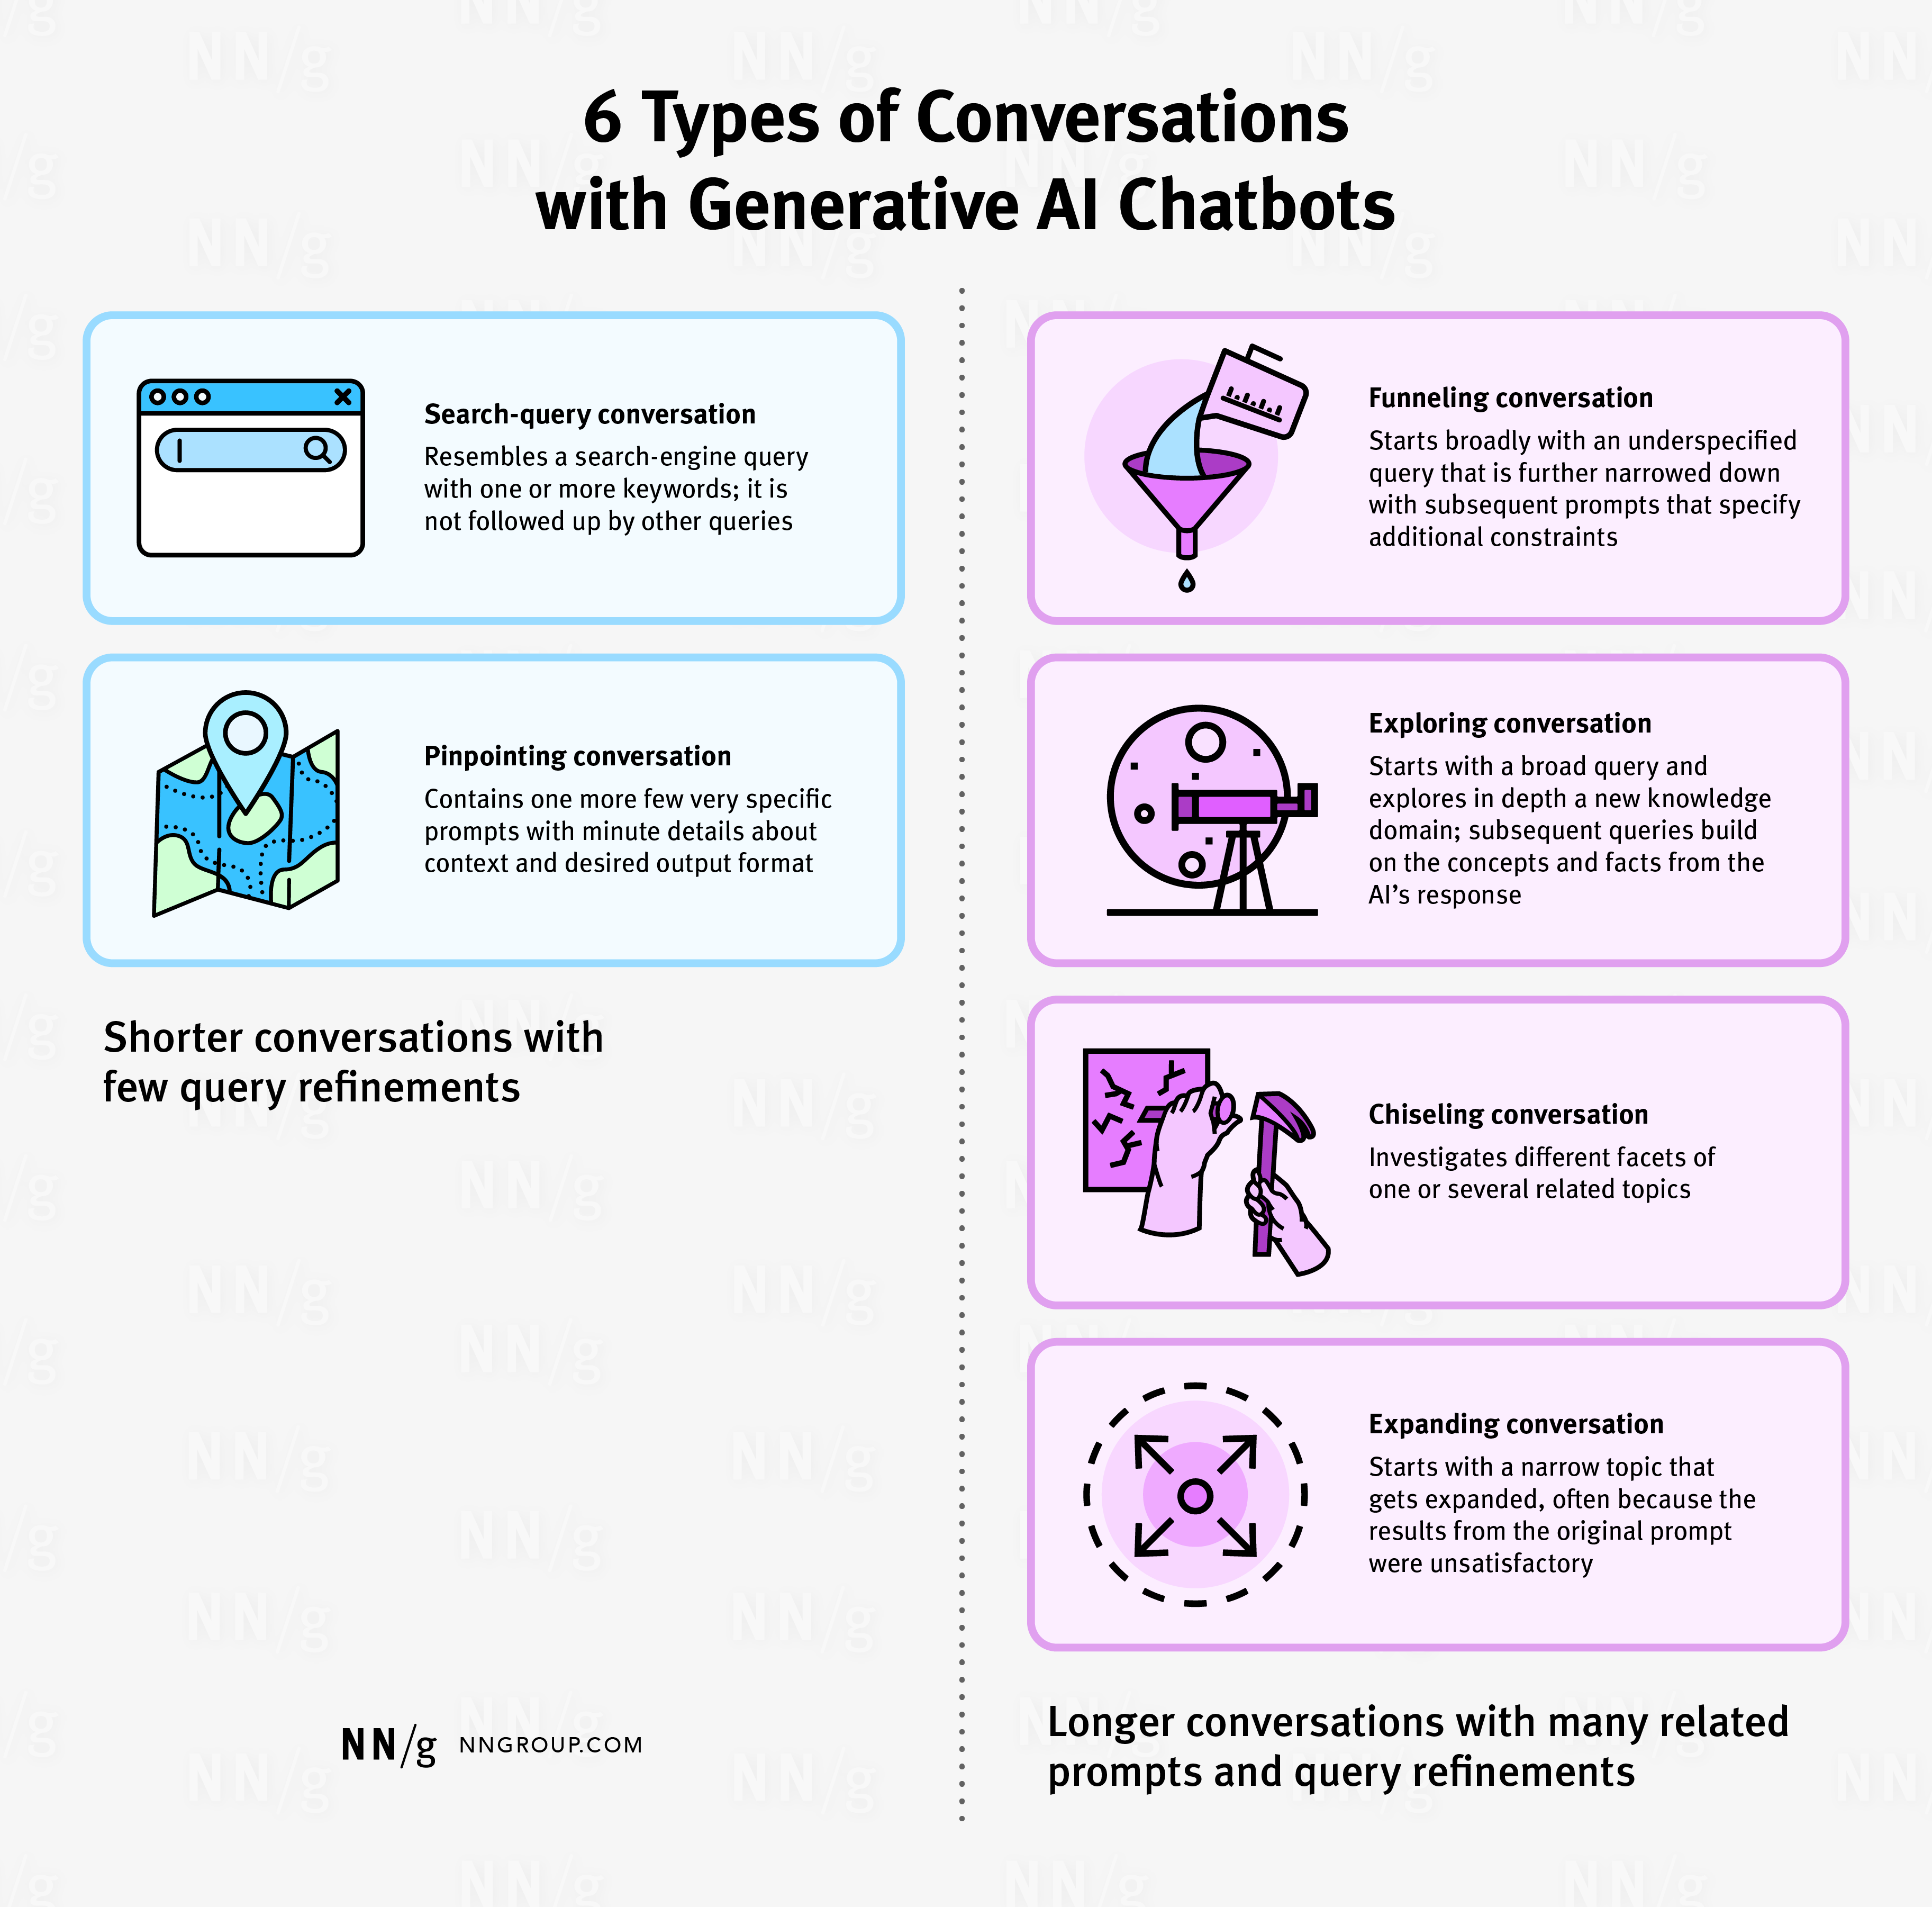 6 Types of Conversations
with Generative AI Chatbots
Search-query conversation
Resembles a search-engine query
with one or more keywords; it is
not followed up by other queries
Pinpointing conversation
Contains one more few very specific
prompts with minute details about
context and desired output format
Shorter conversations with
few query refinements
Funneling conversation
Starts broadly with an underspecified
query that is further narrowed down
with subsequent prompts that specify
additional constraints
Exploring conversation
Starts with a broad query and
explores in depth a new knowledge
domain; subsequent queries build
on the concepts and facts from the
AI’s response
Chiseling conversation
Investigates different facets of
one or several related topics
Expanding conversation
Starts with a narrow topic that
gets expanded, often because the
results from the original prompt
were unsatisfactory
Longer conversations with many related
prompts and query refinements
NN/g NNGROUP.COM